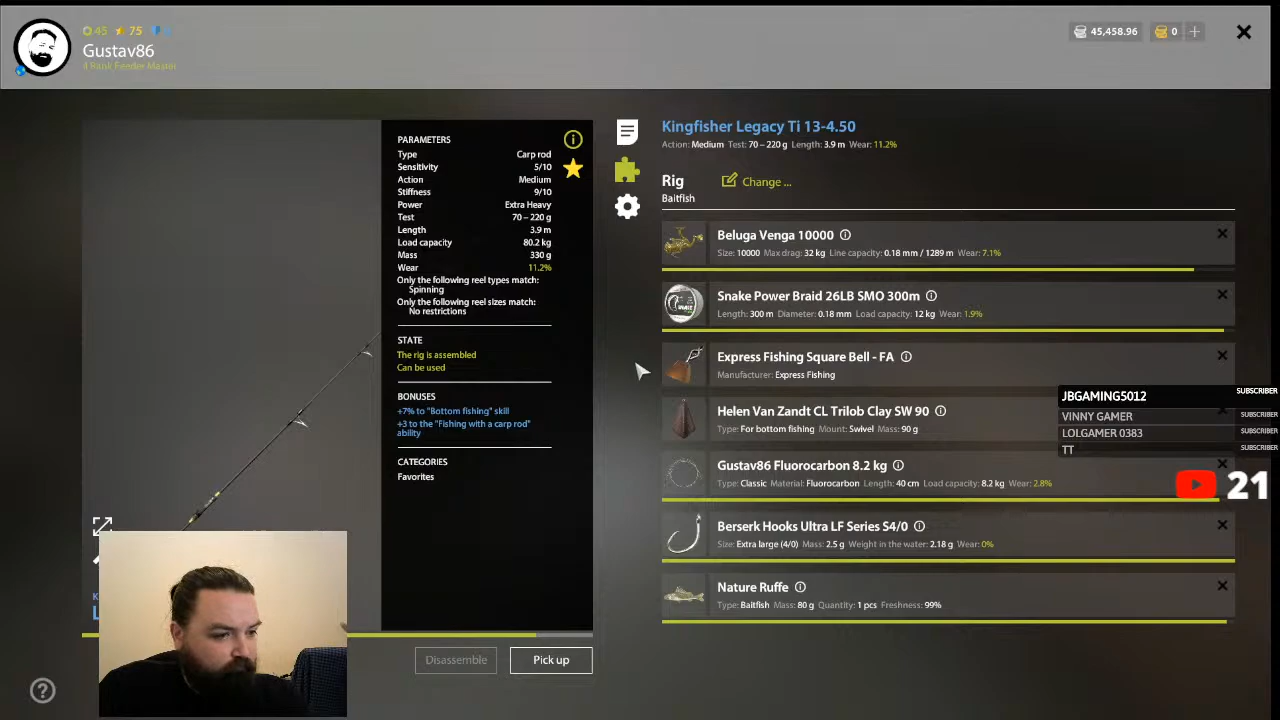 45 75
Gustav86
4 Rank Feeder Master
45,458.96
0 +
PARAMETERS
Type Carp rod
Sensitivity 5/10
Action Medium
Stiffness 9/10
Power Extra Heavy
Test 70 – 220 g
Length 3.9 m
Load capacity 80.2 kg
Mass 330 g
Wear 11.2%
Only the following reel types match:
Spinning
Only the following reel sizes match:
No restrictions
STATE
The rig is assembled
Can be used
BONUSES
+7% to "Bottom fishing" skill
+3 to the "Fishing with a carp rod"
ability
CATEGORIES
Favorites
Disassemble
Pick up
Kingfisher Legacy Ti 13-4.50
Action: Medium Test: 70 – 220 g Length: 3.9 m Wear: 11.2%
Rig
Change ...
Baitfish
Beluga Venga 10000
Size: 10000 Max drag: 32 kg Line capacity: 0.18 mm / 1289 m Wear: 7.1%
Snake Power Braid 26LB SMO 300m
Length: 300 m Diameter: 0.18 mm Load capacity: 12 kg Wear: 1.9%
Express Fishing Square Bell - FA
Manufacturer: Express Fishing
Helen Van Zandt CL Trilob Clay SW 90
Type: For bottom fishing Mount: Swivel Mass: 90 g
Gustav86 Fluorocarbon 8.2 kg
Type: Classic Material: Fluorocarbon Length: 40 cm Load capacity: 8.2 kg Wear: 2.8%
Berserk Hooks Ultra LF Series S4/0
Size: Extra large (4/0) Mass: 2.5 g Weight in the water: 2.18 g Wear: 0%
Nature Ruffe
Type: Baitfish Mass: 80 g Quantity: 1 pcs Freshness: 99%
JBGAMING5012 SUBSCRIBER
VINNY GAMER SUBSCRIBER
LOLGAMER 0383 SUBSCRIBER
TT SUBSCRIBER
21
?